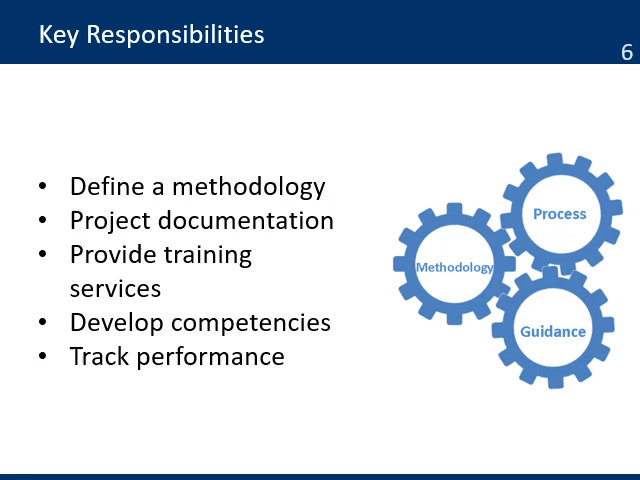 Key Responsibilities
6
• Define a methodology
• Project documentation
• Provide training
services
• Develop competencies
• Track performance
Process
Methodology
Guidance